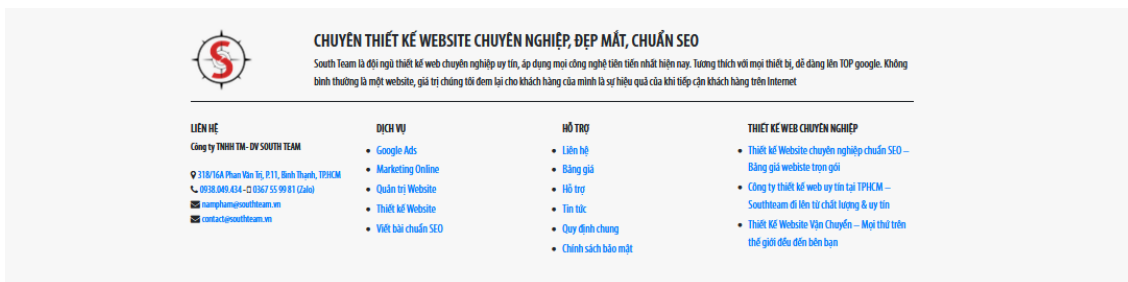 S
CHUYÊN THIẾT KẾ WEBSITE CHUYÊN NGHIỆP, ĐẸP MẮT, CHUẨN SEO
South Team là đội ngũ thiết kế web chuyên nghiệp uy tín, áp dụng mọi công nghệ tiên tiến nhất hiện nay. Tương thích với mọi thiết bị, dễ dàng lên TOP google. Không
bình thường là một website, giá trị chúng tôi đem lại cho khách hàng của mình là sự hiệu quả của khi tiếp cận khách hàng trên Internet
LIÊN HỆ
Công ty TNHH TM- DV SOUTH TEAM
318/16A Phan Văn Trị, P.11, Bình Thạnh, TP.HCM
0938.049.434 - 0367 55 99 81 (Zalo)
nampham@southteam.vn
contact@southteam.vn
DỊCH VỤ
Google Ads
Marketing Online
Quản trị Website
Thiết kế Website
Viết bài chuẩn SEO
HỖ TRỢ
Liên hệ
Bảng giá
Hỗ trợ
Tin tức
Quy định chung
Chính sách bảo mật
THIẾT KẾ WEB CHUYÊN NGHIỆP
Thiết kế Website chuyên nghiệp chuẩn SEO –
Bảng giá webiste trọn gói
Công ty thiết kế web uy tín tại TPHCM –
Southteam đi lên từ chất lượng & uy tín
Thiết Kế Website Vận Chuyển – Mọi thứ trên
thế giới đều đến bên bạn